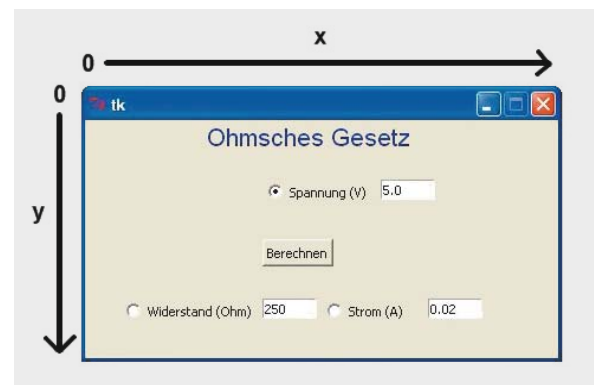 x
0
0
tk
Ohmsches Gesetz
Spannung (V) 5.0
y
Berechnen
Widerstand (Ohm) 250 Strom (A) 0.02